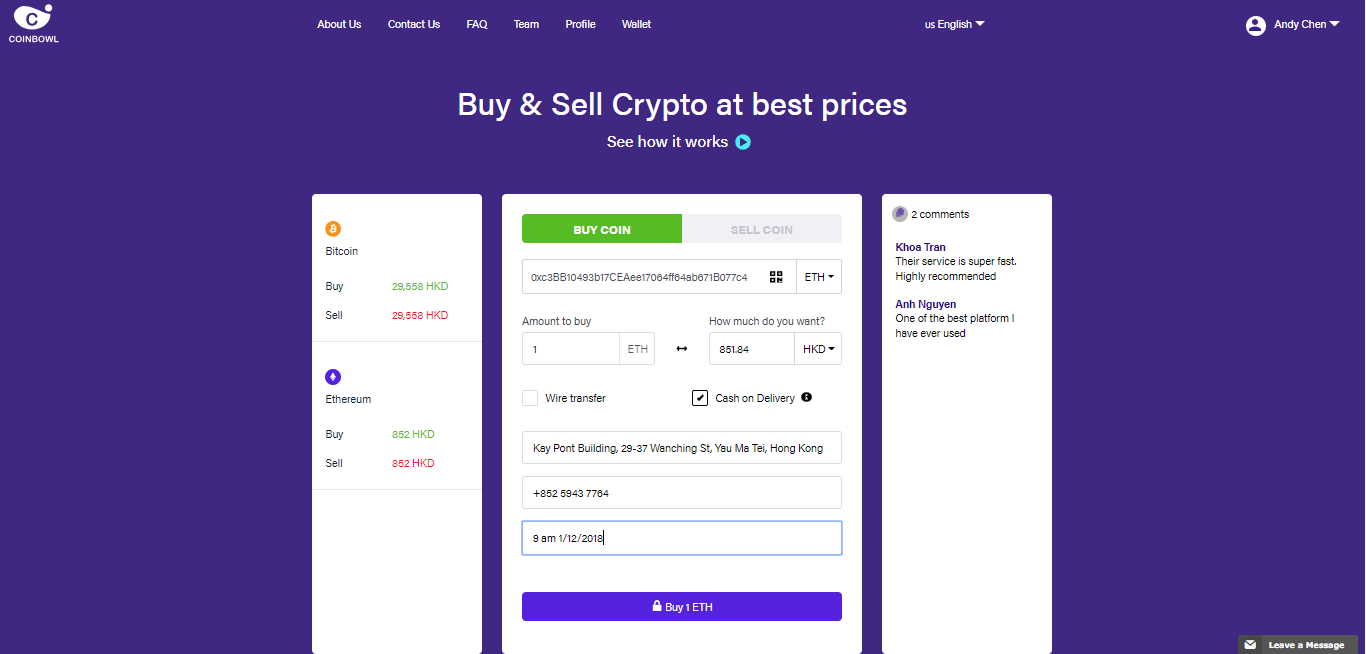 C
COINBOWL
About Us
Contact Us
FAQ
Team
Profile
Wallet
us English
Andy Chen
Buy & Sell Crypto at best prices
See how it works
Bitcoin
Buy 29,558 HKD
Sell 29,558 HKD
Ethereum
Buy 852 HKD
Sell 852 HKD
BUY COIN
SELL COIN
0xc3BB10493b17CEAee17064ff64ab671B077c4
ETH
Amount to buy
How much do you want?
1 ETH
851.84 HKD
Wire transfer
Cash on Delivery
Kay Pont Building, 29-37 Wanching St, Yau Ma Tei, Hong Kong
+852 5943 7764
9 am 1/12/2018
Buy 1 ETH
2 comments
Khoa Tran
Their service is super fast.
Highly recommended
Anh Nguyen
One of the best platform I
have ever used
Leave a Message